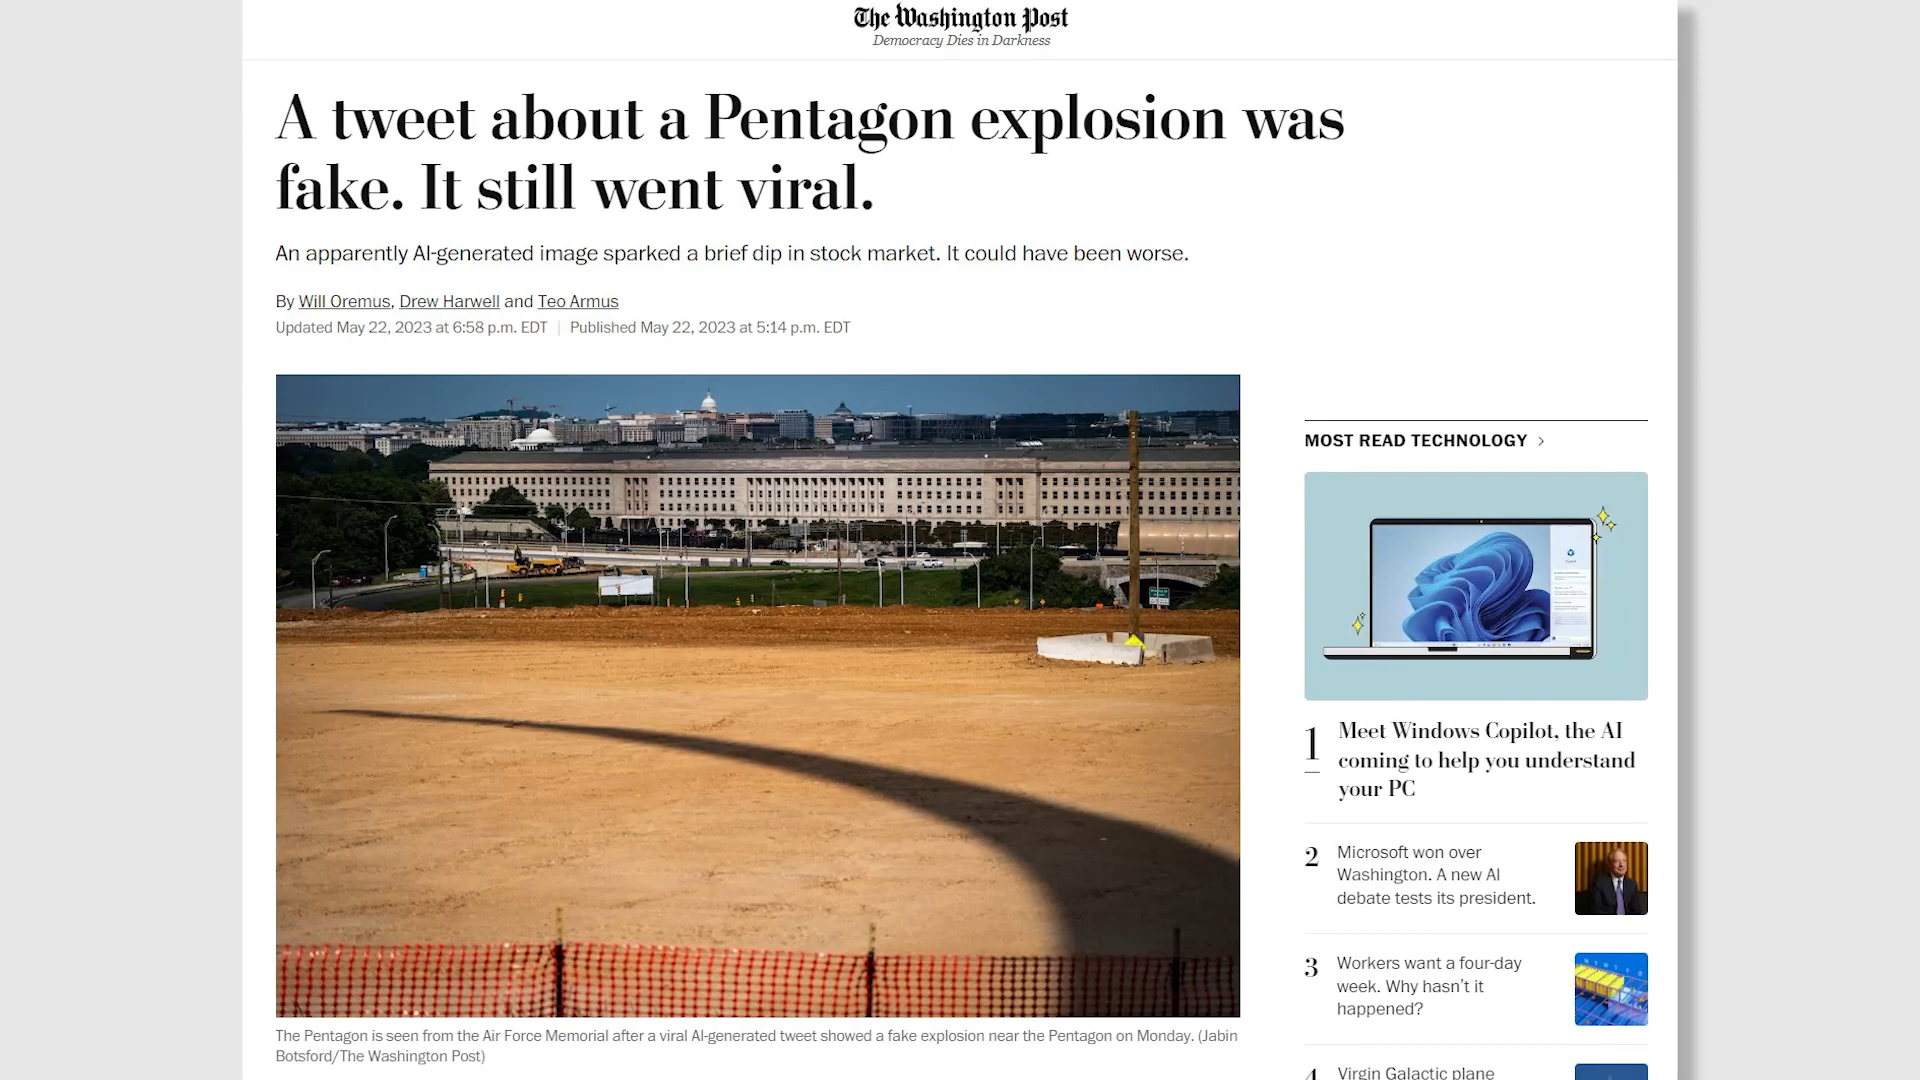 The Washington Post
Democracy Dies in Darkness
A tweet about a Pentagon explosion was
fake. It still went viral.
An apparently AI-generated image sparked a brief dip in stock market. It could have been worse.
By Will Oremus, Drew Harwell and Teo Armus
Updated May 22, 2023 at 6:58 p.m. EDT | Published May 22, 2023 at 5:14 p.m. EDT
The Pentagon is seen from the Air Force Memorial after a viral AI-generated tweet showed a fake explosion near the Pentagon on Monday. (Jabin
Botsford/The Washington Post)
MOST READ TECHNOLOGY >
1 Meet Windows Copilot, the AI
coming to help you understand
your PC
2 Microsoft won over
Washington. A new AI
debate tests its president.
3 Workers want a four-day
week. Why hasn't it
happened?
4 Virgin Galactic plane